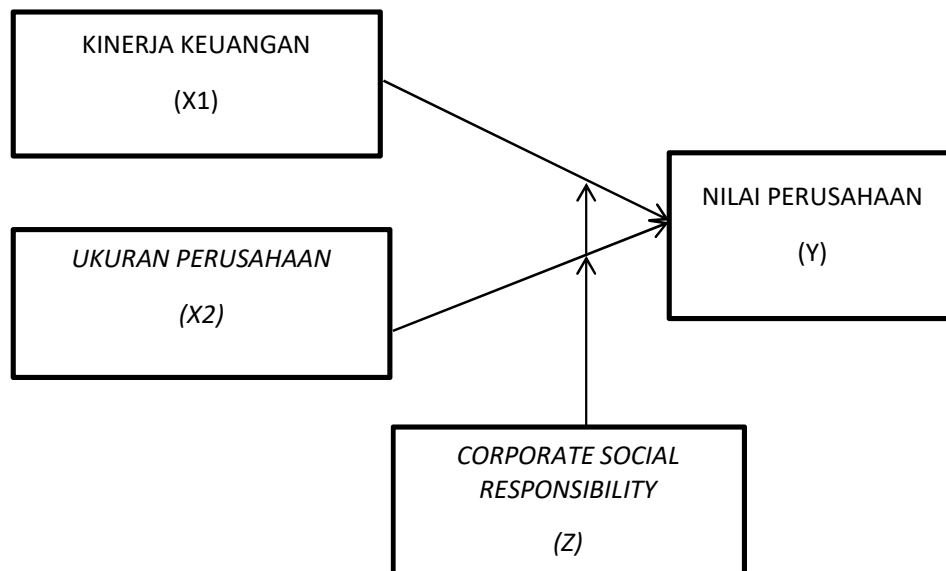 KINERJA KEUANGAN
(X1)
UKURAN PERUSAHAAN
(X2)
NILAI PERUSAHAAN
(Y)
CORPORATE SOCIAL
RESPONSIBILITY
(Z)